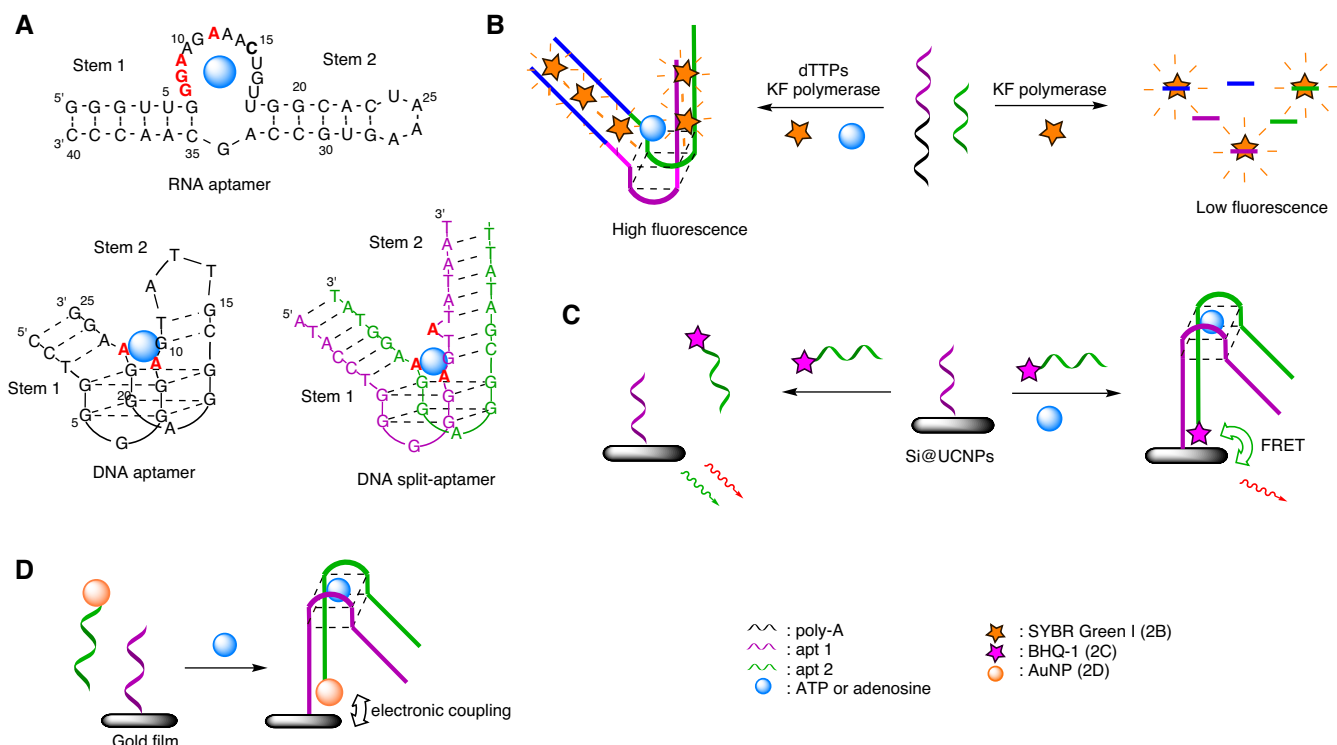 A
10
A G A A A C 15
A
G
G
Stem 1
Stem 2
U
G
U
5
U
20
25
5' G G G U U G
G G C A C U A
3' C C C A A C
G
A C C G U G A A
40
35
30
RNA aptamer
Stem 2
T
T
A
15
3' 25
G G A A
T G A
10
G C G G
5' C C T G G
Stem 1
20
G G
G A
5
G
DNA aptamer
3'
T A A T A T A T G A G G
Stem 2
T T A T A G C G G
3'
T A T G G A A G G
5'
A T A C C T G G
Stem 1
G
A
DNA split-aptamer
B
dTTPs
KF polymerase
KF polymerase
High fluorescence
Low fluorescence
C
Si@UCNPs
FRET
D
electronic coupling
Gold film
: poly-A
: apt 1
: apt 2
: ATP or adenosine
: SYBR Green I (2B)
: BHQ-1 (2C)
: AuNP (2D)